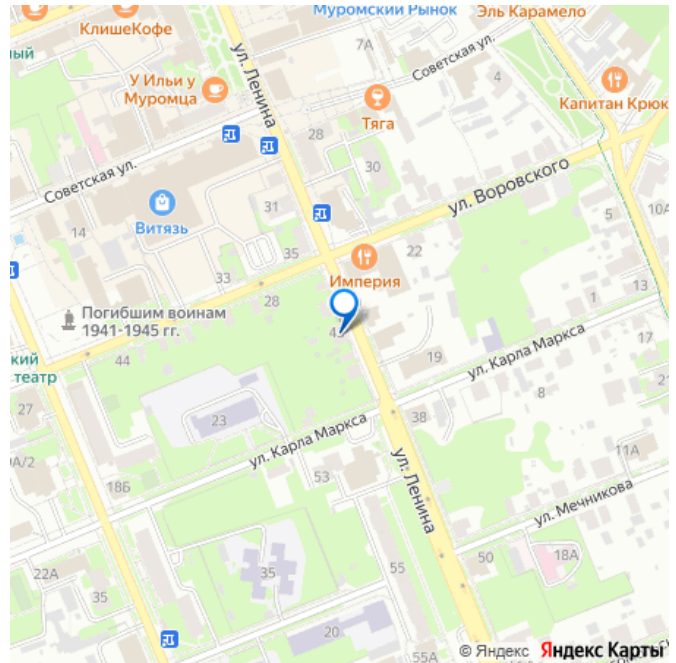 КлишеКофе
Муромский Рынок
Эль Карамело
ный
7А
ул. Ленина
Советская ул.
4
У Ильи у
Муромца
Капитан Крюк
Тяга
28
30
Советская ул.
ул. Воровского
Витязь
31
14
5
10А
35
22
33
Империя
28
1
13
Погибшим воинам
1941-1945 гг.
17
кий
театр
44
19
ул. Карла Маркса
8
27
23
38
ул. Карла Маркса
11А
53
ул. Ленина
18Б
ул. Мечникова
22А
35
55
50
18А
35
20
55А
© Яндекс Яндекс Карты